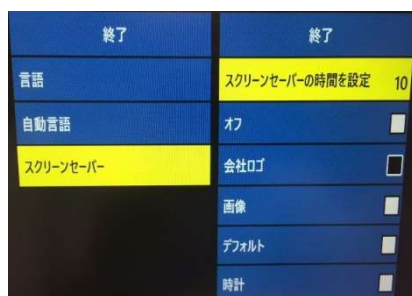 終了
言語
自動言語
スクリーンセーバー
終了
スクリーンセーバーの時間を設定 10
オフ
会社ロゴ
画像
デフォルト
時計